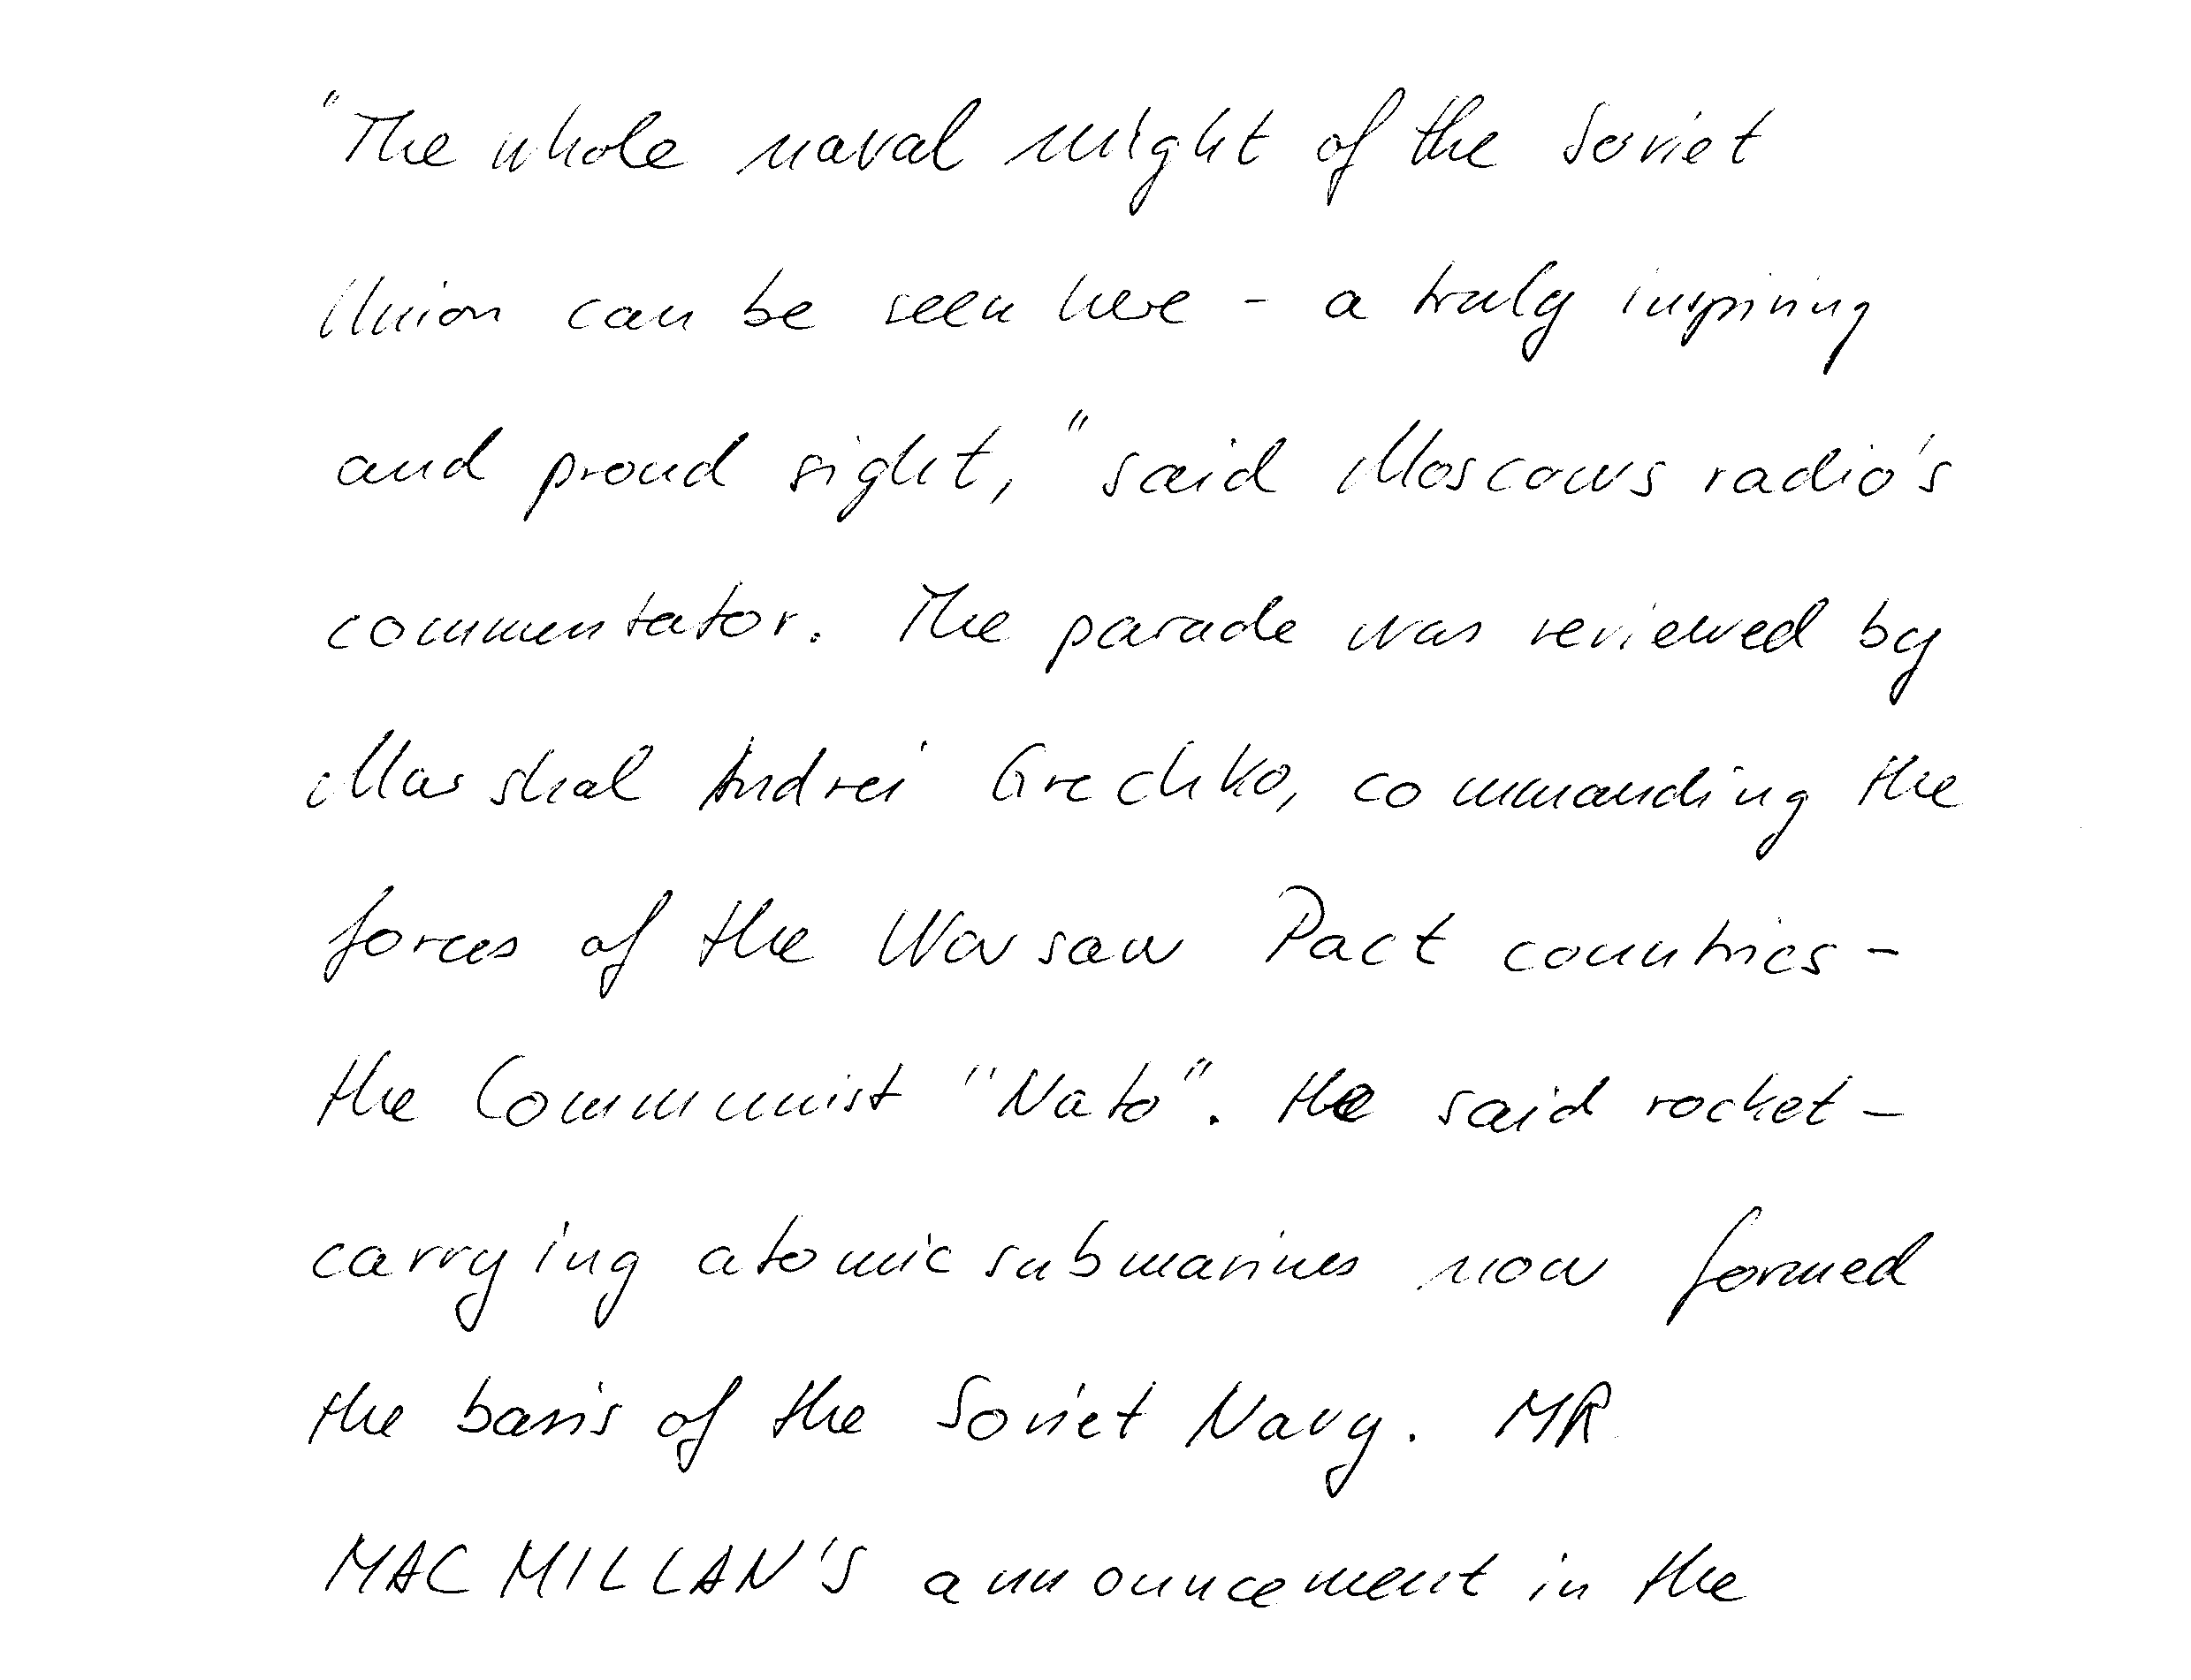 "The whole naval might of the Soviet
Union can be seen here - a truly inspiring
and proud sight," said Moscows radio's
commentator. The parade was reviewed by
Marshal Andrei Grechko, commanding the
forces of the Warsaw Pact countries -
the Communist "Nato". He said rocket -
carrying atomic submarines now formed
the basis of the Soviet Navy. MR
MACMILLAN'S announcement in the